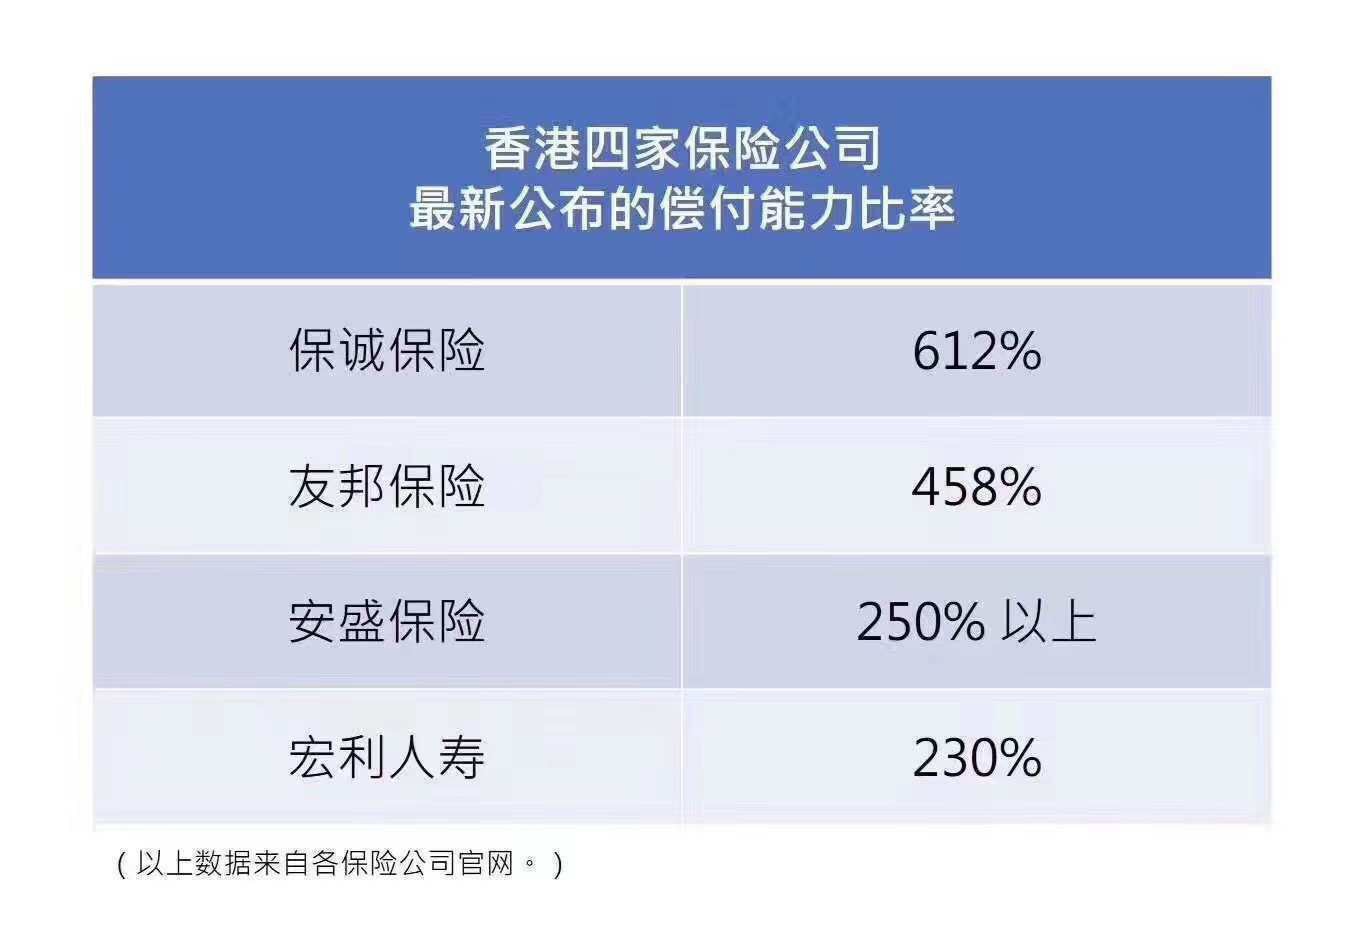 香港四家保险公司
最新公布的偿付能力比率
保诚保险 612%
友邦保险 458%
安盛保险 250% 以上
宏利人寿 230%
（以上数据来自各保险公司官网。）